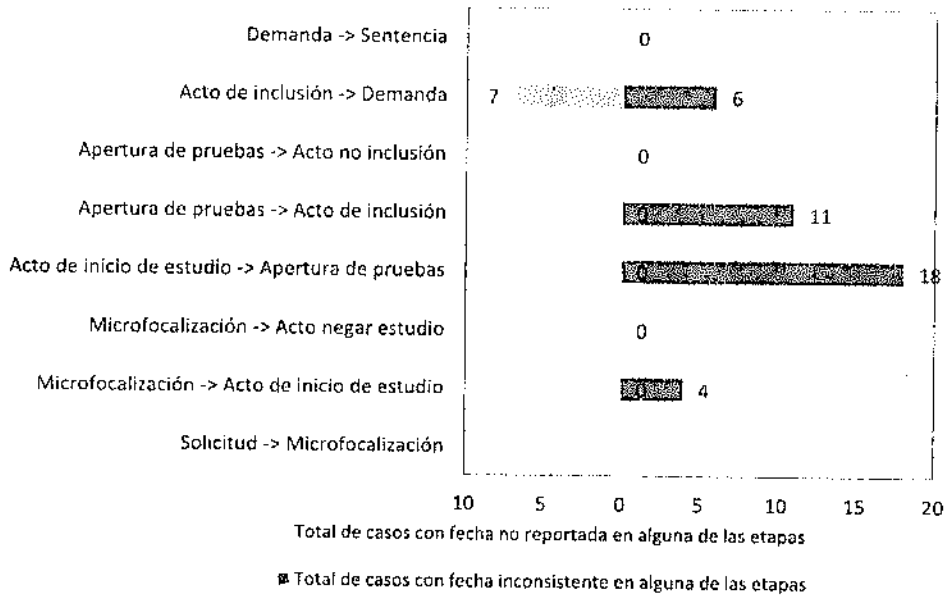 Demanda -> Sentencia 0
Acto de inclusión -> Demanda 7 6
Apertura de pruebas -> Acto no inclusión 0
Apertura de pruebas -> Acto de inclusión 0 11
Acto de inicio de estudio -> Apertura de pruebas 0 18
Microfocalización -> Acto negar estudio 0
Microfocalización -> Acto de inicio de estudio 0 4
Solicitud -> Microfocalización
10 5 0 5 10 15 20
Total de casos con fecha no reportada en alguna de las etapas
Total de casos con fecha inconsistente en alguna de las etapas